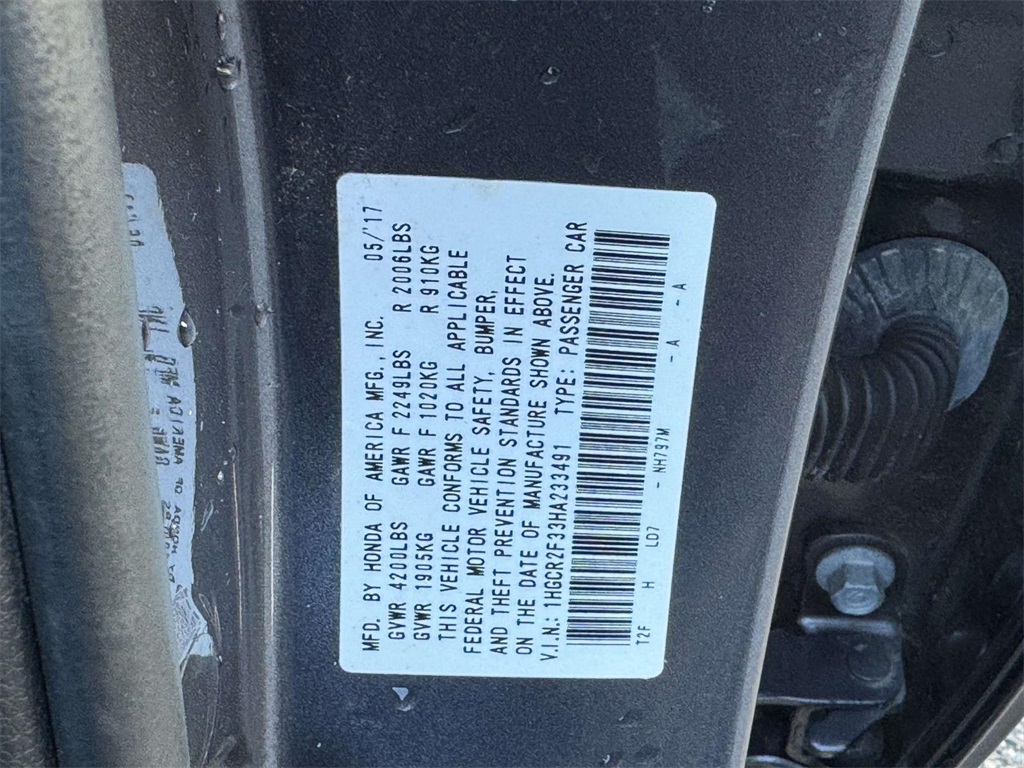 MFD. BY HONDA OF AMERICA MFG., INC. 05/'17
GVWR 4200LBS GAWR F 2249LBS R 2006LBS
GVWR 1905KG GAWR F 1020KG R 910KG
THIS VEHICLE CONFORMS TO ALL APPLICABLE
FEDERAL MOTOR VEHICLE SAFETY, BUMPER,
AND THEFT PREVENTION STANDARDS IN EFFECT
ON THE DATE OF MANUFACTURE SHOWN ABOVE.
V.I.N.: 1HGCR2F33HA233491 TYPE: PASSENGER CAR
T2F H LD7 - NH797M - A - A
AMERICA